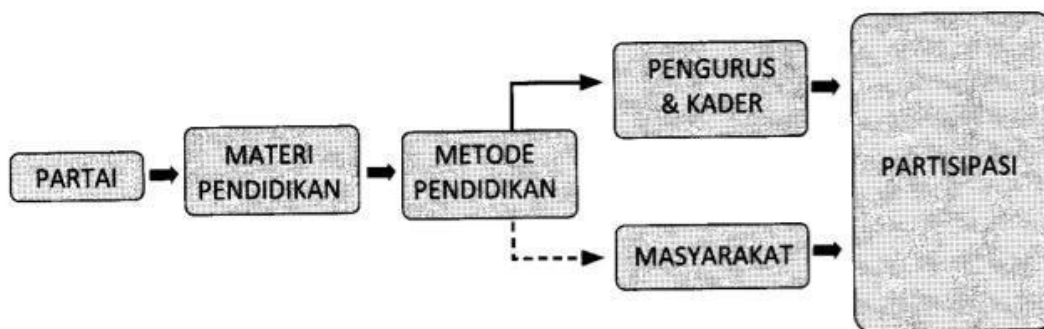 PARTAI
MATERI
PENDIDIKAN
METODE
PENDIDIKAN
PENGURUS
& KADER
MASYARAKAT
PARTISIPASI